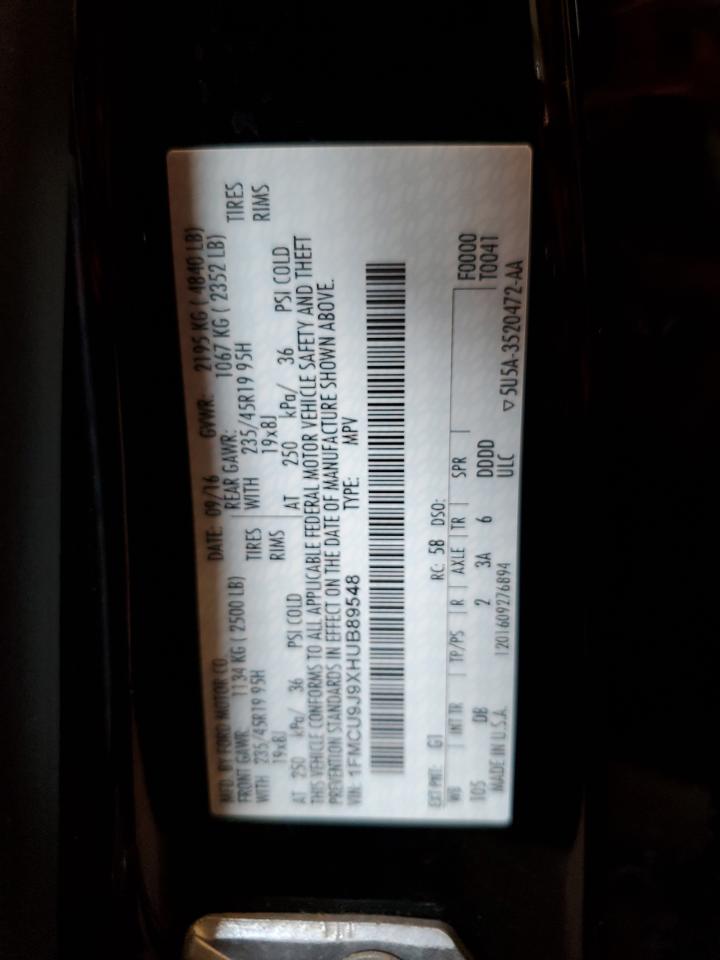 MFD. BY FORD MOTOR CO. DATE: 09/16 GVWR: 2195 KG ( 4840 LB)
FRONT GAWR: 1134 KG ( 2500 LB) REAR GAWR: 1067 KG ( 2352 LB)
WITH 235/45R19 95H TIRES WITH 235/45R19 95H TIRES
19x8J RIMS 19x8J RIMS
AT 250 kPa/ 36 PSI COLD AT 250 kPa/ 36 PSI COLD
THIS VEHICLE CONFORMS TO ALL APPLICABLE FEDERAL MOTOR VEHICLE SAFETY AND THEFT
PREVENTION STANDARDS IN EFFECT ON THE DATE OF MANUFACTURE SHOWN ABOVE.
VIN: 1FMCU9J9XHUB89548 TYPE: MPV
EXT PNT: G1 RC: 58 DSO: F0000
WB INT TR TP/PS R AXLE TR SPR T0041
105 DB 2 3A 6 DDDD
MADE IN U.S.A. 1201609276894 ULC ▽5U5A-3520472-AA